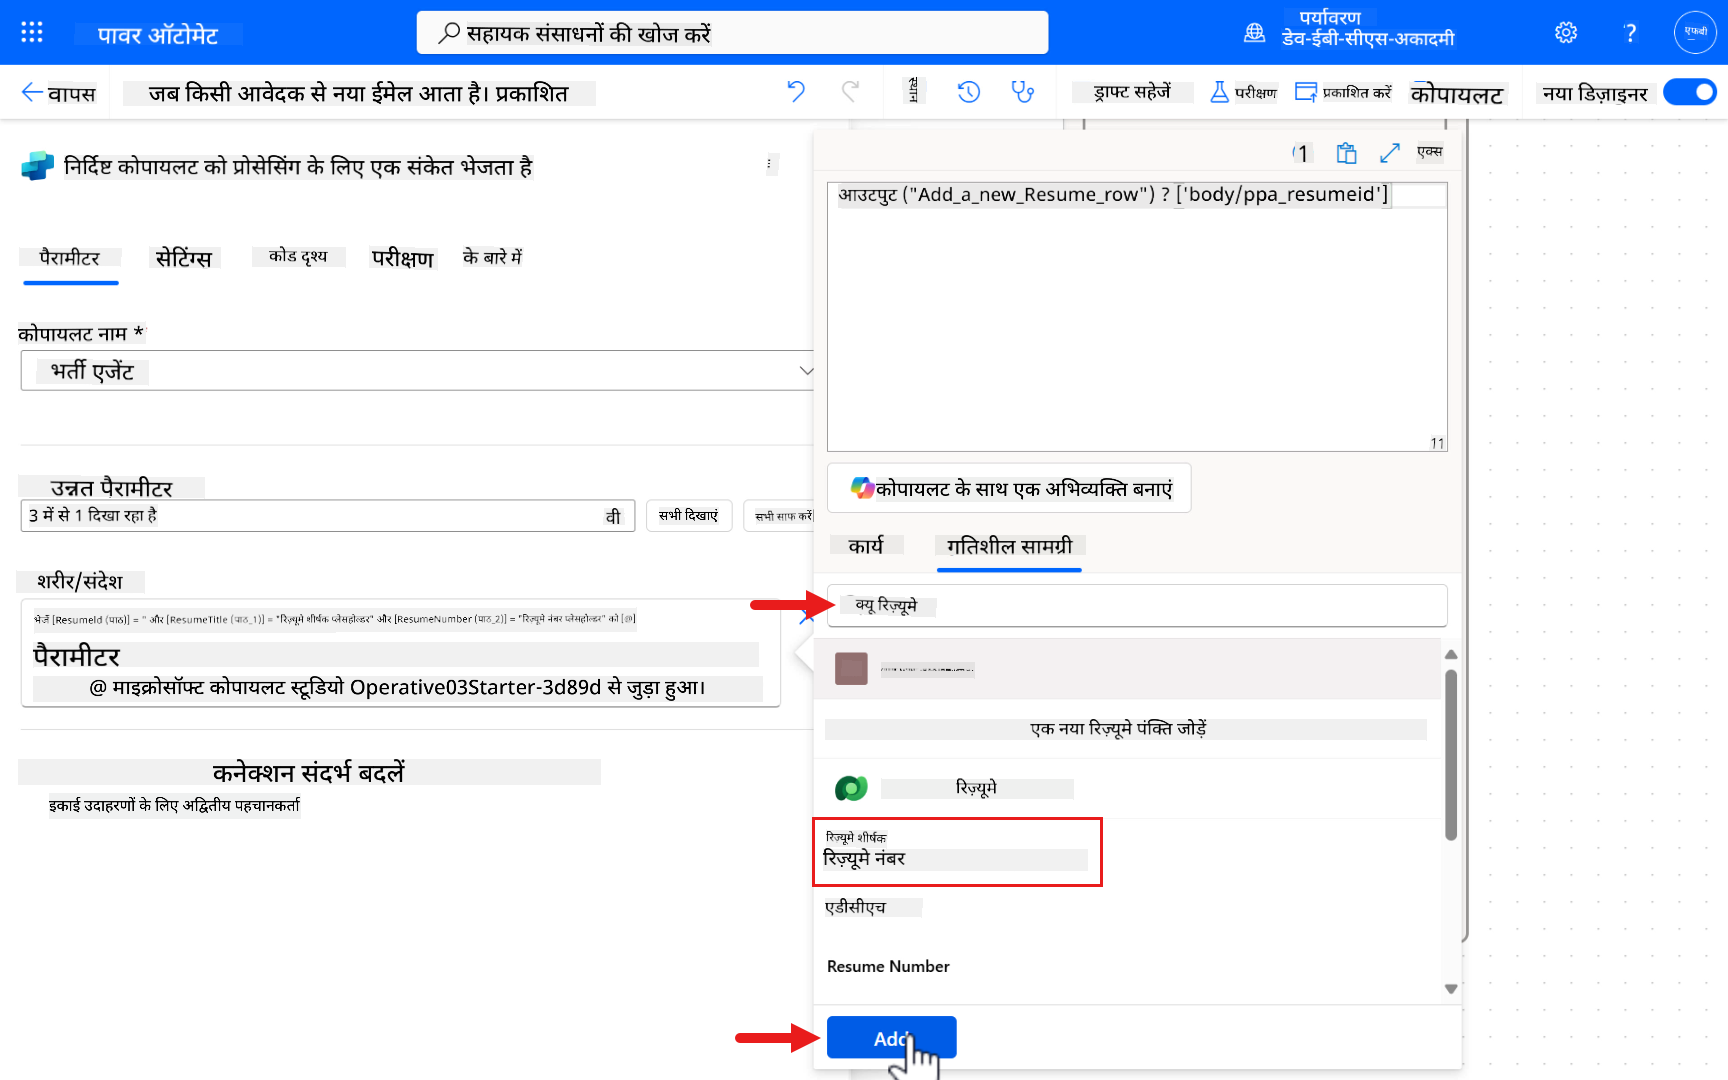 पावर ऑटोमेट
सहायक संसाधनों की खोज करें
पर्यावरण
डेव-ईबी-सीएस-अकादमी
?
एफबी
वापस
जब किसी आवेदक से नया ईमेल आता है। प्रकाशित
ड्राफ्ट सहेजें
परीक्षण
प्रकाशित करें
कोपायलट
नया डिज़ाइनर
निर्दिष्ट कोपायलट को प्रोसेसिंग के लिए एक संकेत भेजता है
पैरामीटर
सेटिंग्स
कोड दृश्य
परीक्षण
के बारे में
कोपायलट नाम *
भर्ती एजेंट
उन्नत पैरामीटर
3 में से 1 दिखा रहा है
वी
सभी दिखाएं
सभी साफ करें
शरीर/संदेश
भेजें [ResumeId (पाठ)] = '' और [ResumeTitle (पाठ_1)] = "रिज़्यूमे शीर्षक प्लेसहोल्डर" और [ResumeNumber (पाठ_2)] = "रिज़्यूमे नंबर प्लेसहोल्डर" को [@]
पैरामीटर
@ माइक्रोसॉफ्ट कोपायलट स्टूडियो Operative03Starter-3d89d से जुड़ा हुआ।
कनेक्शन संदर्भ बदलें
इकाई उदाहरणों के लिए अद्वितीय पहचानकर्ता
1
एक्स
आउटपुट ("Add_a_new_Resume_row") ? ['body/ppa_resumeid']
11
कोपायलट के साथ एक अभिव्यक्ति बनाएं
कार्य
गतिशील सामग्री
क्यू रिज़्यूमे
एक नया रिज़्यूमे पंक्ति जोड़ें
रिज़्यूमे
रिज़्यूमे शीर्षक
रिज़्यूमे नंबर
एडीसीएच
Resume Number
Add